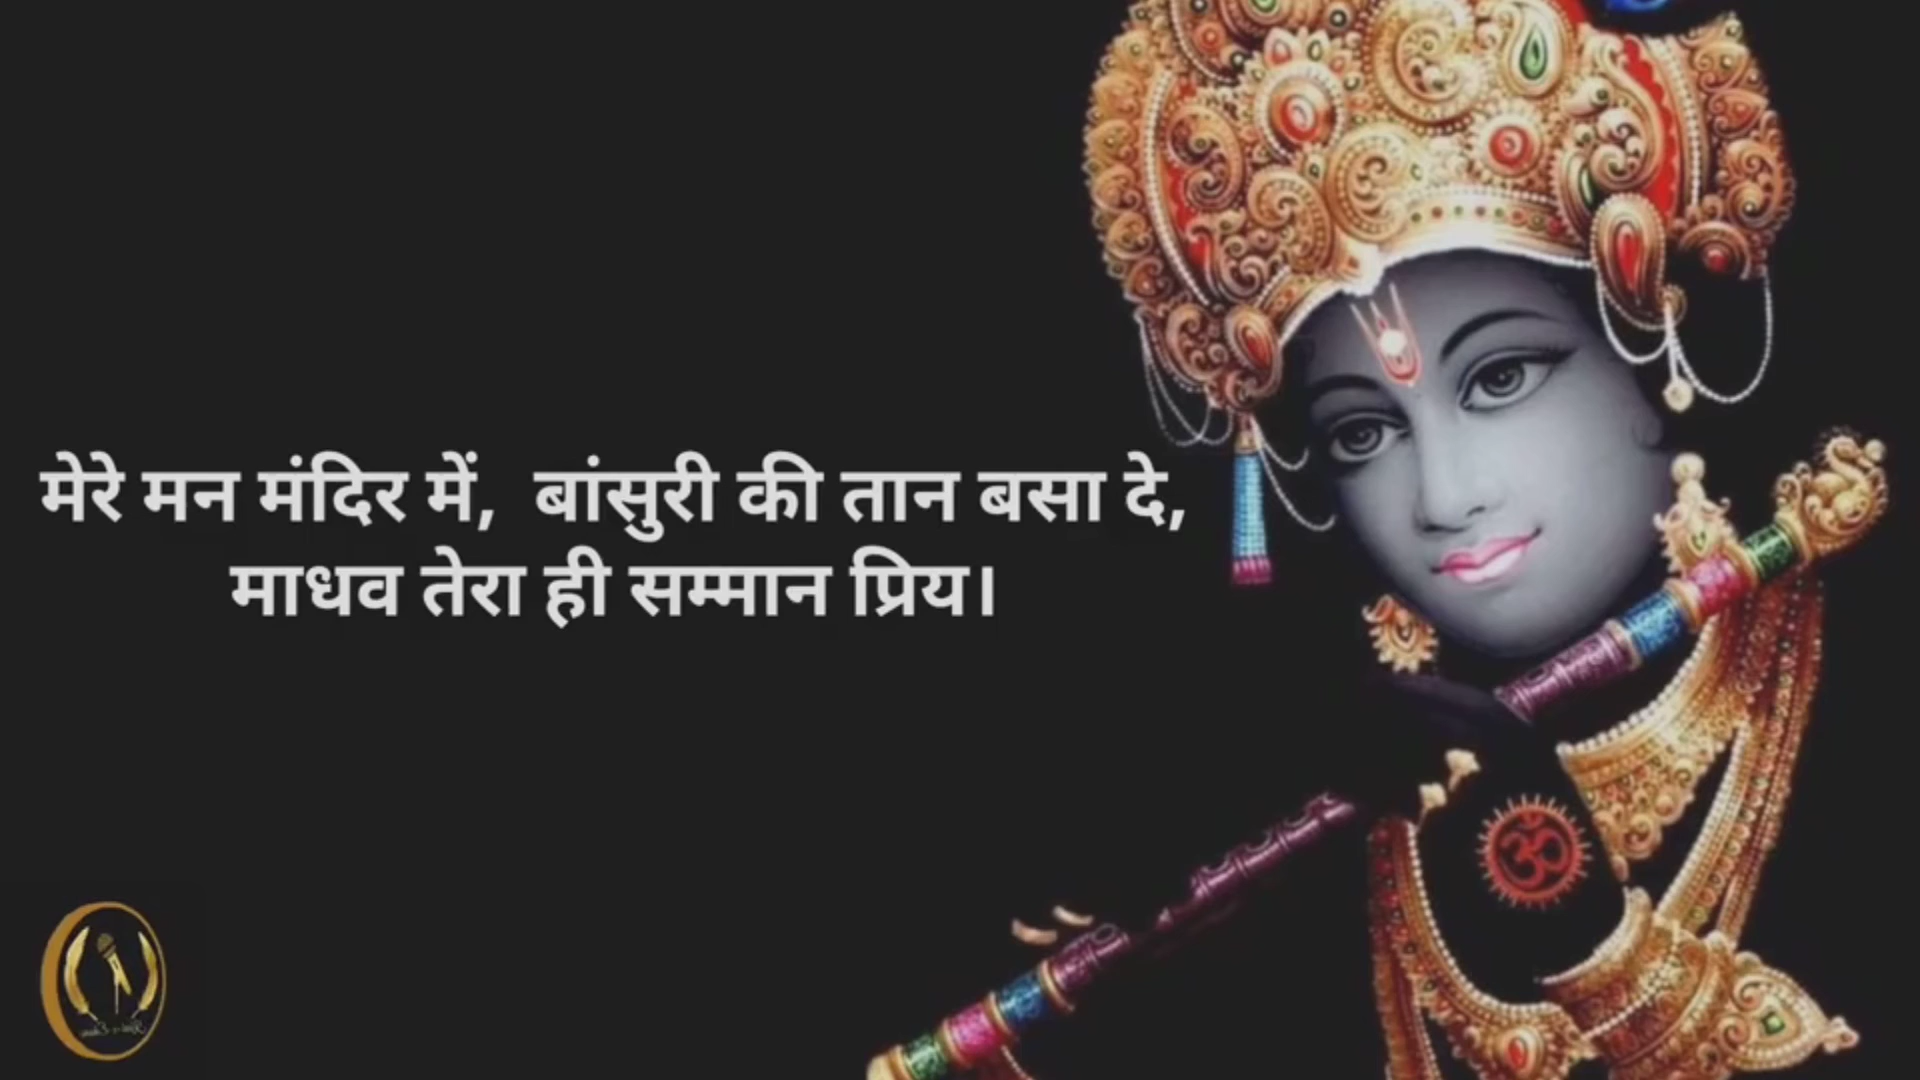 मेरे मन मंदिर में, बांसुरी की तान बसा दे,
माधव तेरा ही सम्मान प्रिय।
ॐ